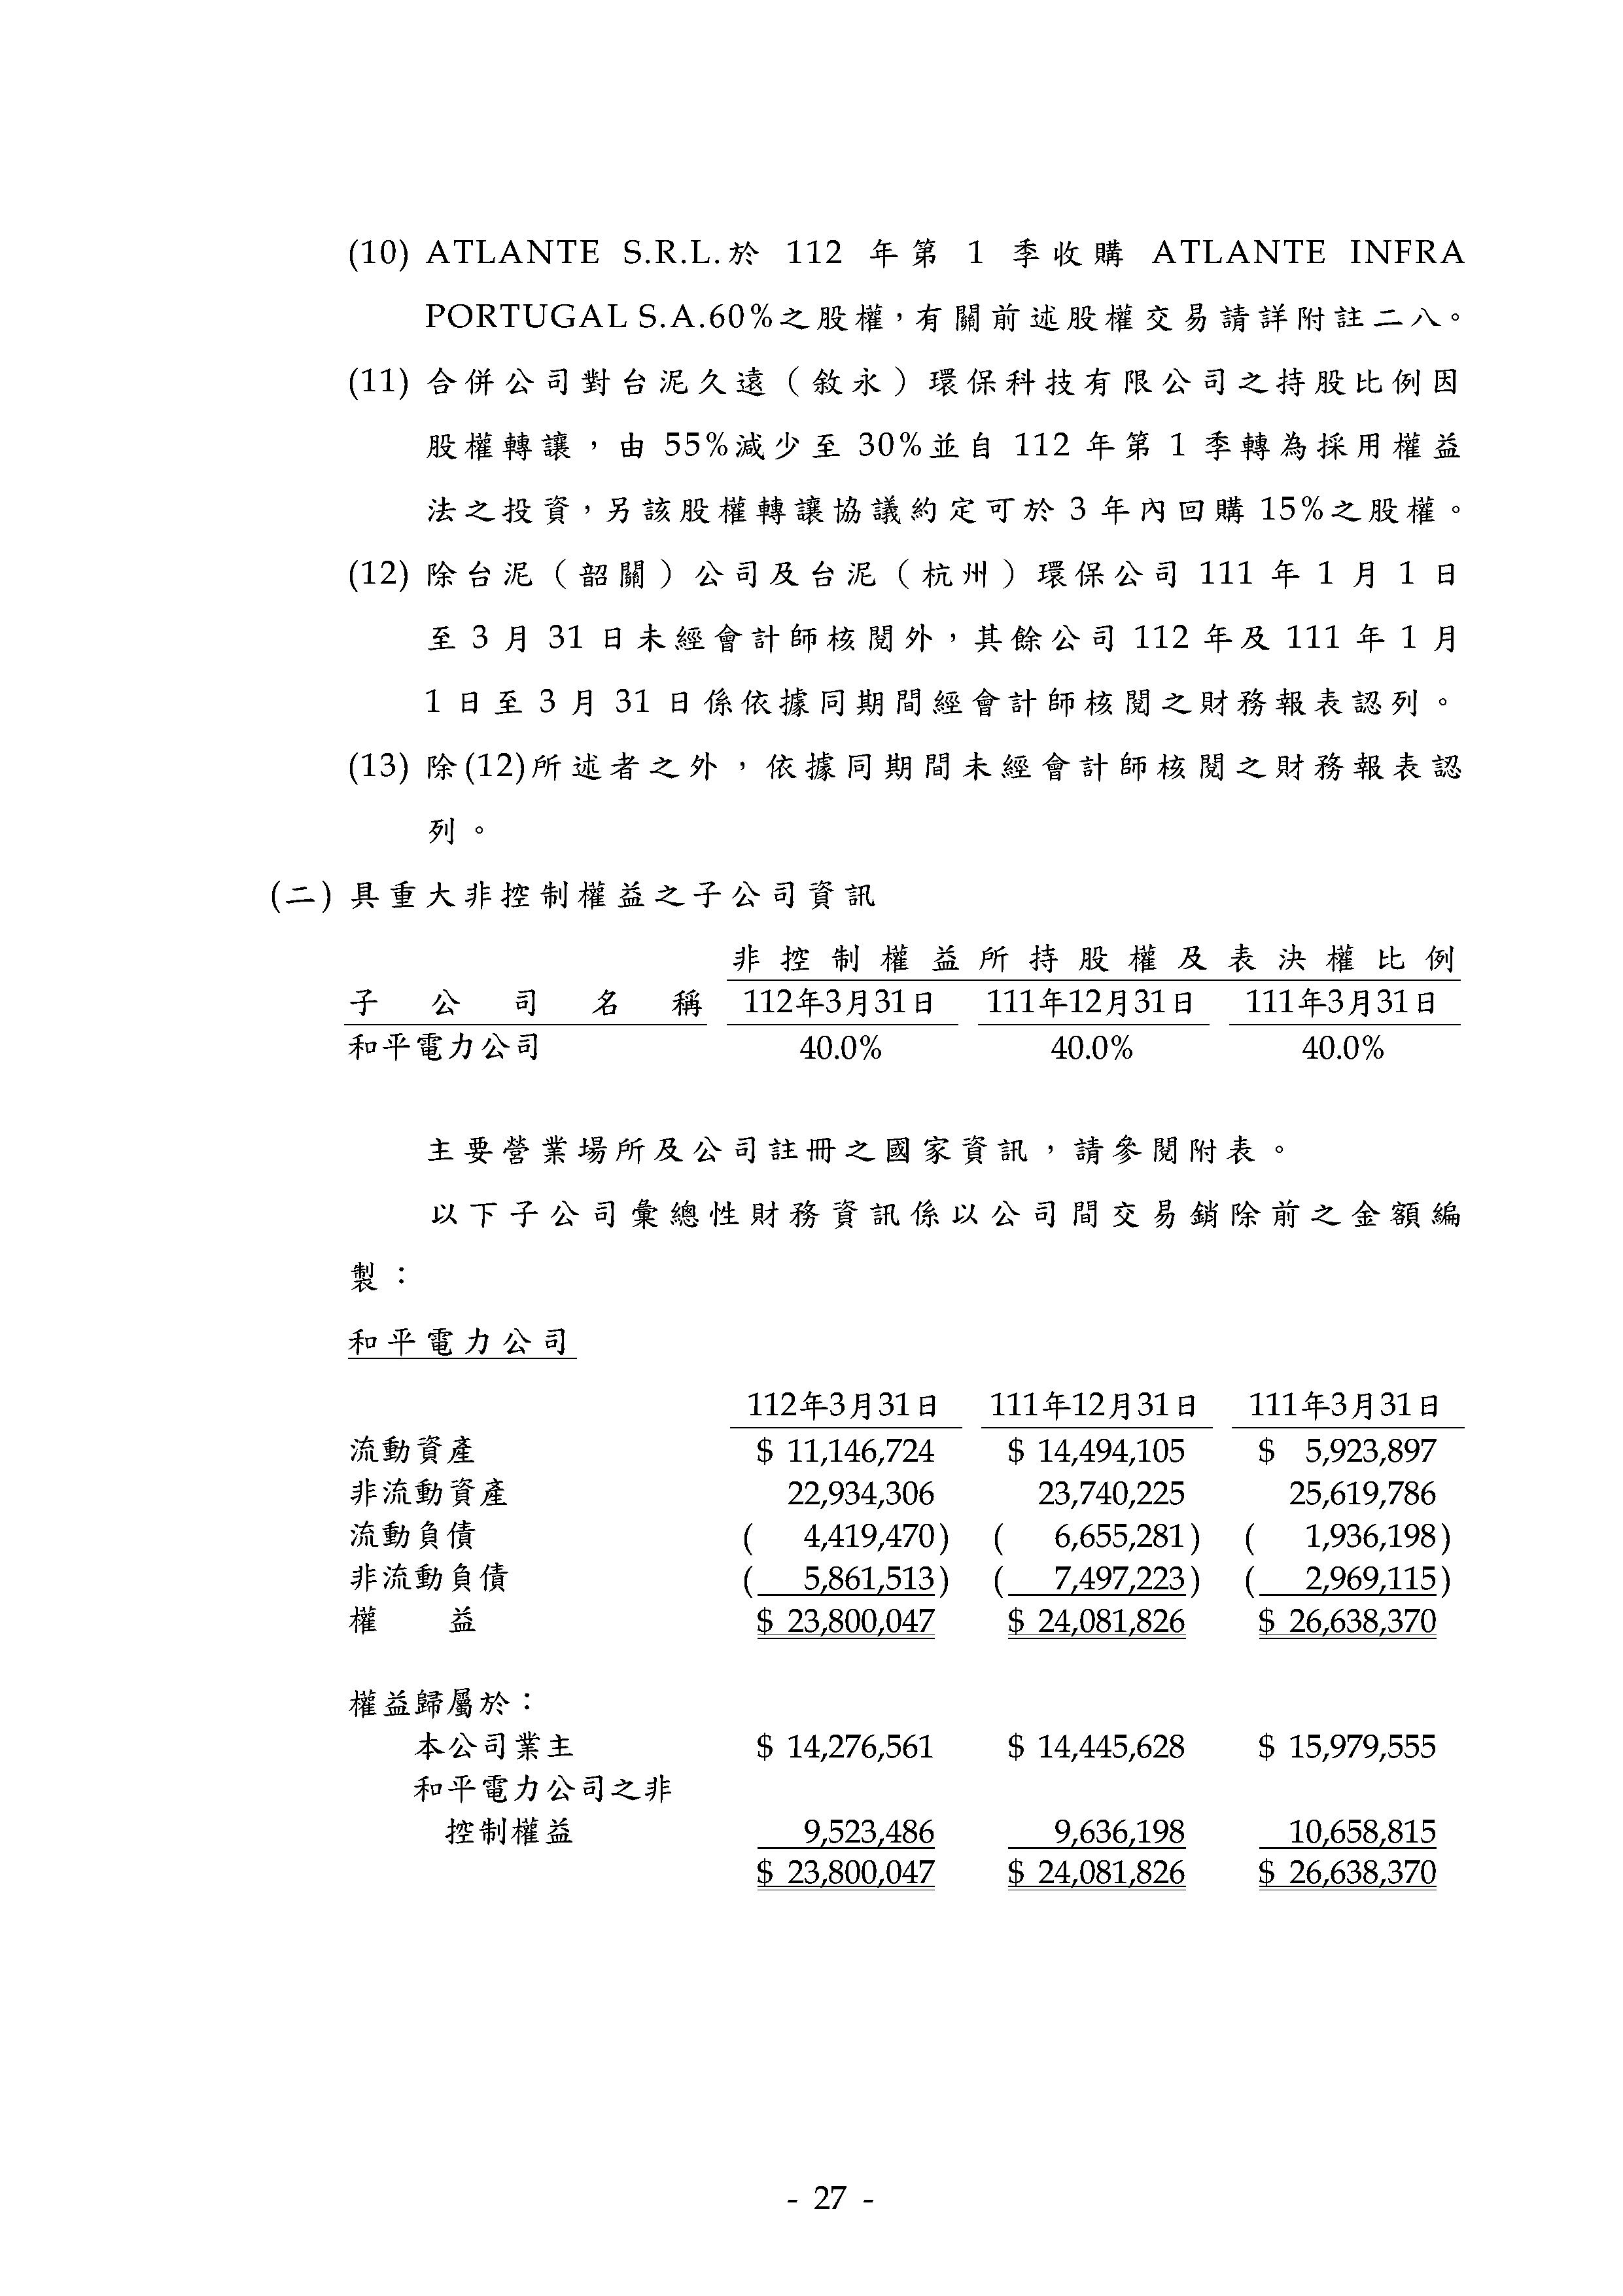 (10) ATLANTE S.R.L.於 112 年第 1 季收購 ATLANTE INFRA
PORTUGAL S.A.60%之股權，有關前述股權交易請詳附註二八。
(11) 合併公司對台泥久遠（敘永）環保科技有限公司之持股比例因
股權轉讓，由 55%減少至 30%並自 112 年第 1 季轉為採用權益
法之投資，另該股權轉讓協議約定可於 3 年內回購 15%之股權。
(12) 除台泥（韶關）公司及台泥（杭州）環保公司 111 年 1 月 1 日
至 3 月 31 日未經會計師核閱外，其餘公司 112 年及 111 年 1 月
1 日至 3 月 31 日係依據同期間經會計師核閱之財務報表認列。
(13) 除(12)所述者之外，依據同期間未經會計師核閱之財務報表認
列。
(二) 具重大非控制權益之子公司資訊
非控制權益所持股權及表決權比例
子公司名稱 112年3月31日 111年12月31日 111年3月31日
和平電力公司 40.0% 40.0% 40.0%
主要營業場所及公司註冊之國家資訊，請參閱附表。
以下子公司彙總性財務資訊係以公司間交易銷除前之金額編
製：
和平電力公司
112年3月31日 111年12月31日 111年3月31日
流動資產 $ 11,146,724 $ 14,494,105 $ 5,923,897
非流動資產 22,934,306 23,740,225 25,619,786
流動負債 ( 4,419,470) ( 6,655,281) ( 1,936,198)
非流動負債 ( 5,861,513) ( 7,497,223) ( 2,969,115)
權益 $ 23,800,047 $ 24,081,826 $ 26,638,370
權益歸屬於：
本公司業主 $ 14,276,561 $ 14,445,628 $ 15,979,555
和平電力公司之非
控制權益 9,523,486 9,636,198 10,658,815
$ 23,800,047 $ 24,081,826 $ 26,638,370
- 27 -